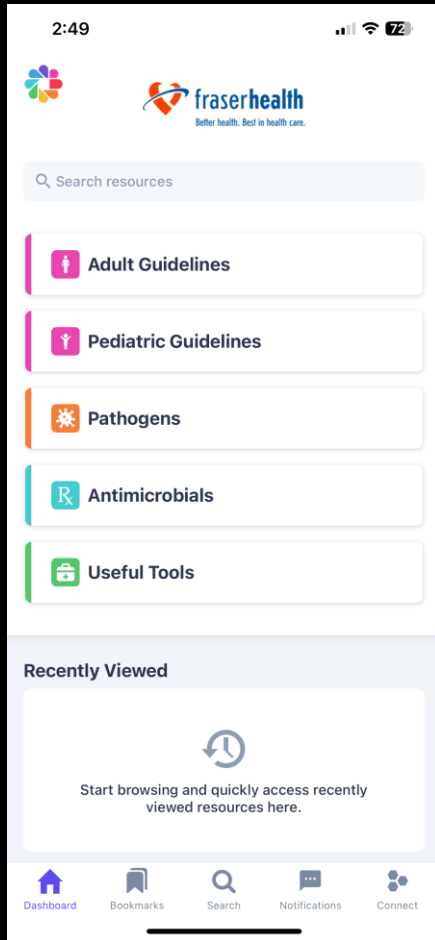 2:49
72
fraserhealth
Better health. Best in health care.
Search resources
Adult Guidelines
Pediatric Guidelines
Pathogens
Rx Antimicrobials
Useful Tools
Recently Viewed
Start browsing and quickly access recently
viewed resources here.
Dashboard Bookmarks Search Notifications Connect